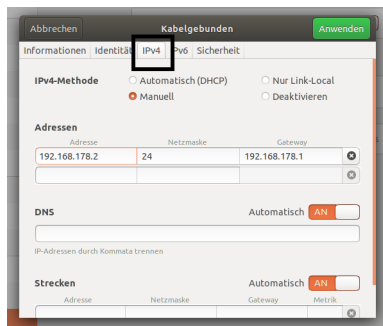 Abbrechen Kabelgebunden Anwenden
Informationen Identität IPv4 IPv6 Sicherheit
IPv4-Methode Automatisch (DHCP) Nur Link-Local
Manuell Deaktivieren
Adressen
Adresse Netzmaske Gateway
192.168.178.2 24 192.168.178.1
DNS Automatisch AN
IP-Adressen durch Kommata trennen
Strecken Automatisch AN
Adresse Netzmaske Gateway Metrik